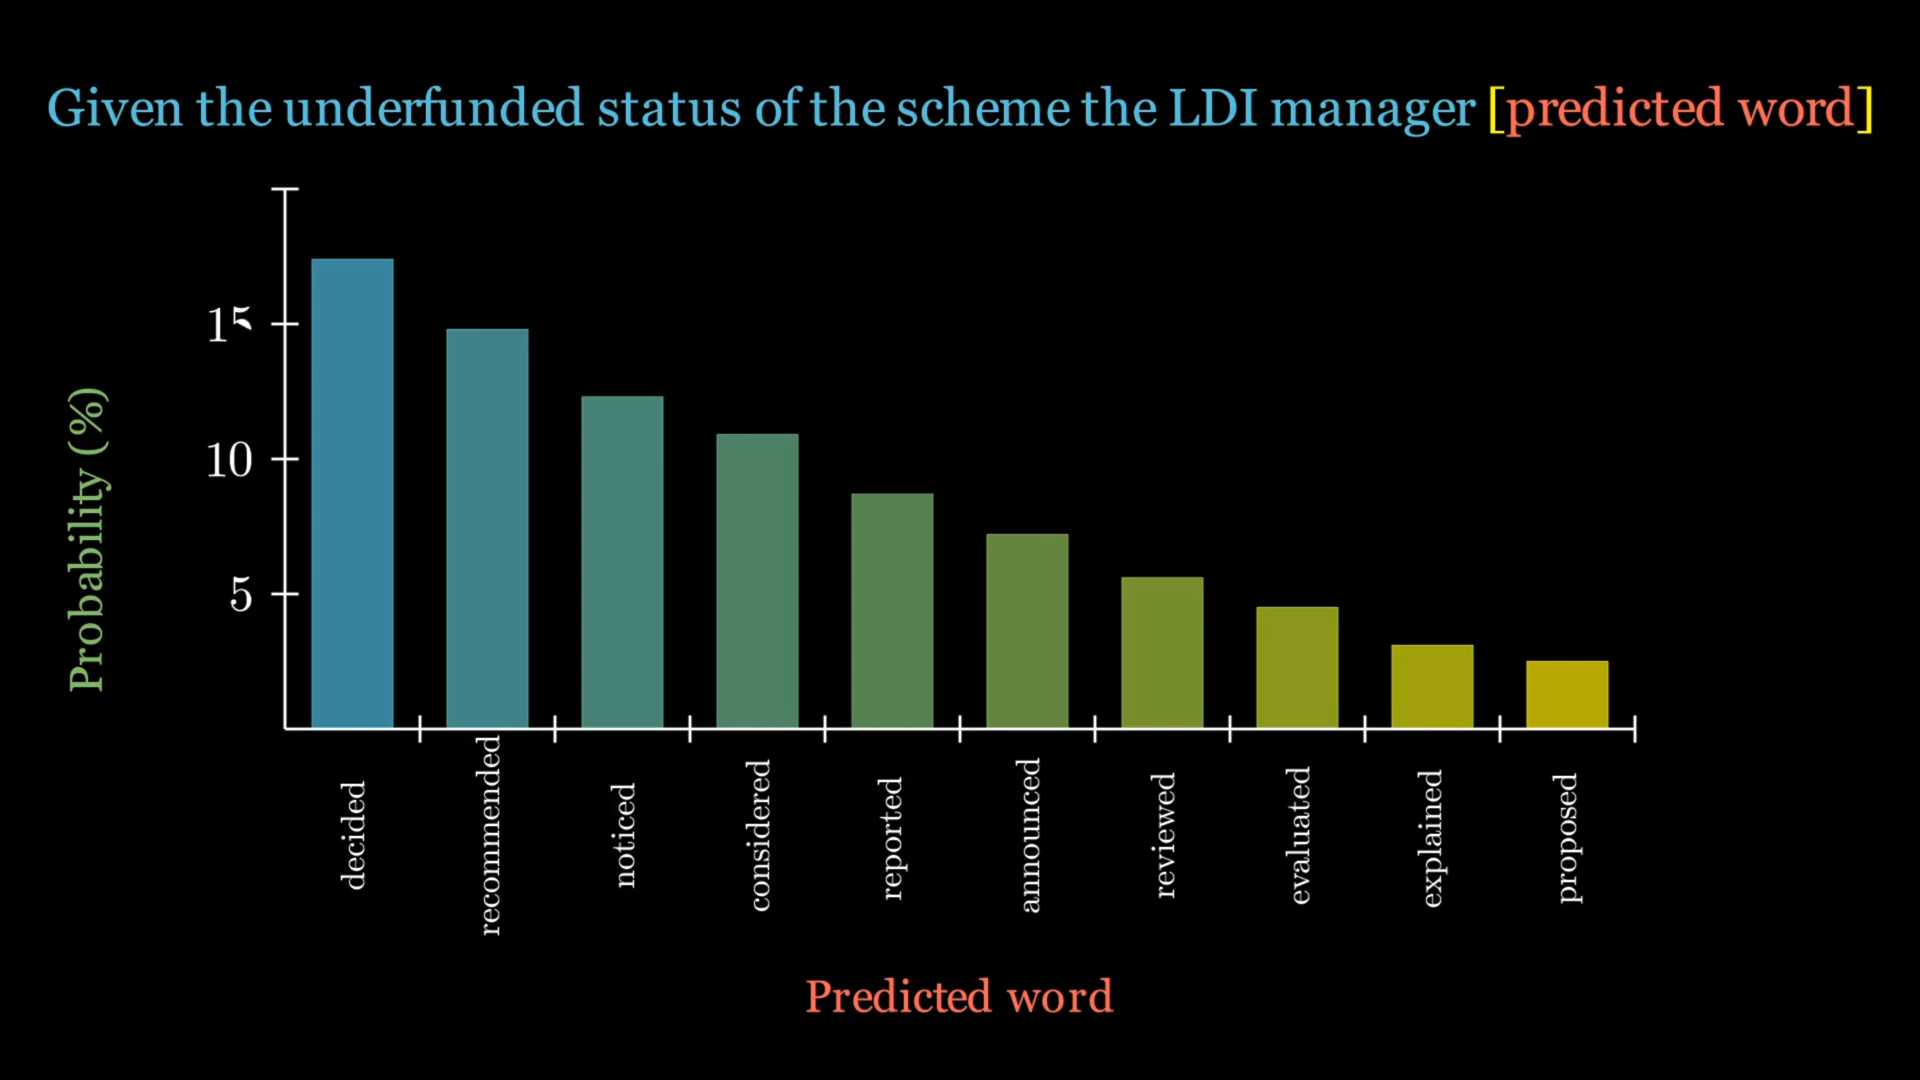 Given the underfunded status of the scheme the LDI manager [predicted word]
Probability (%)
15
10
5
decided
recommended
noticed
considered
reported
announced
reviewed
evaluated
explained
proposed
Predicted word